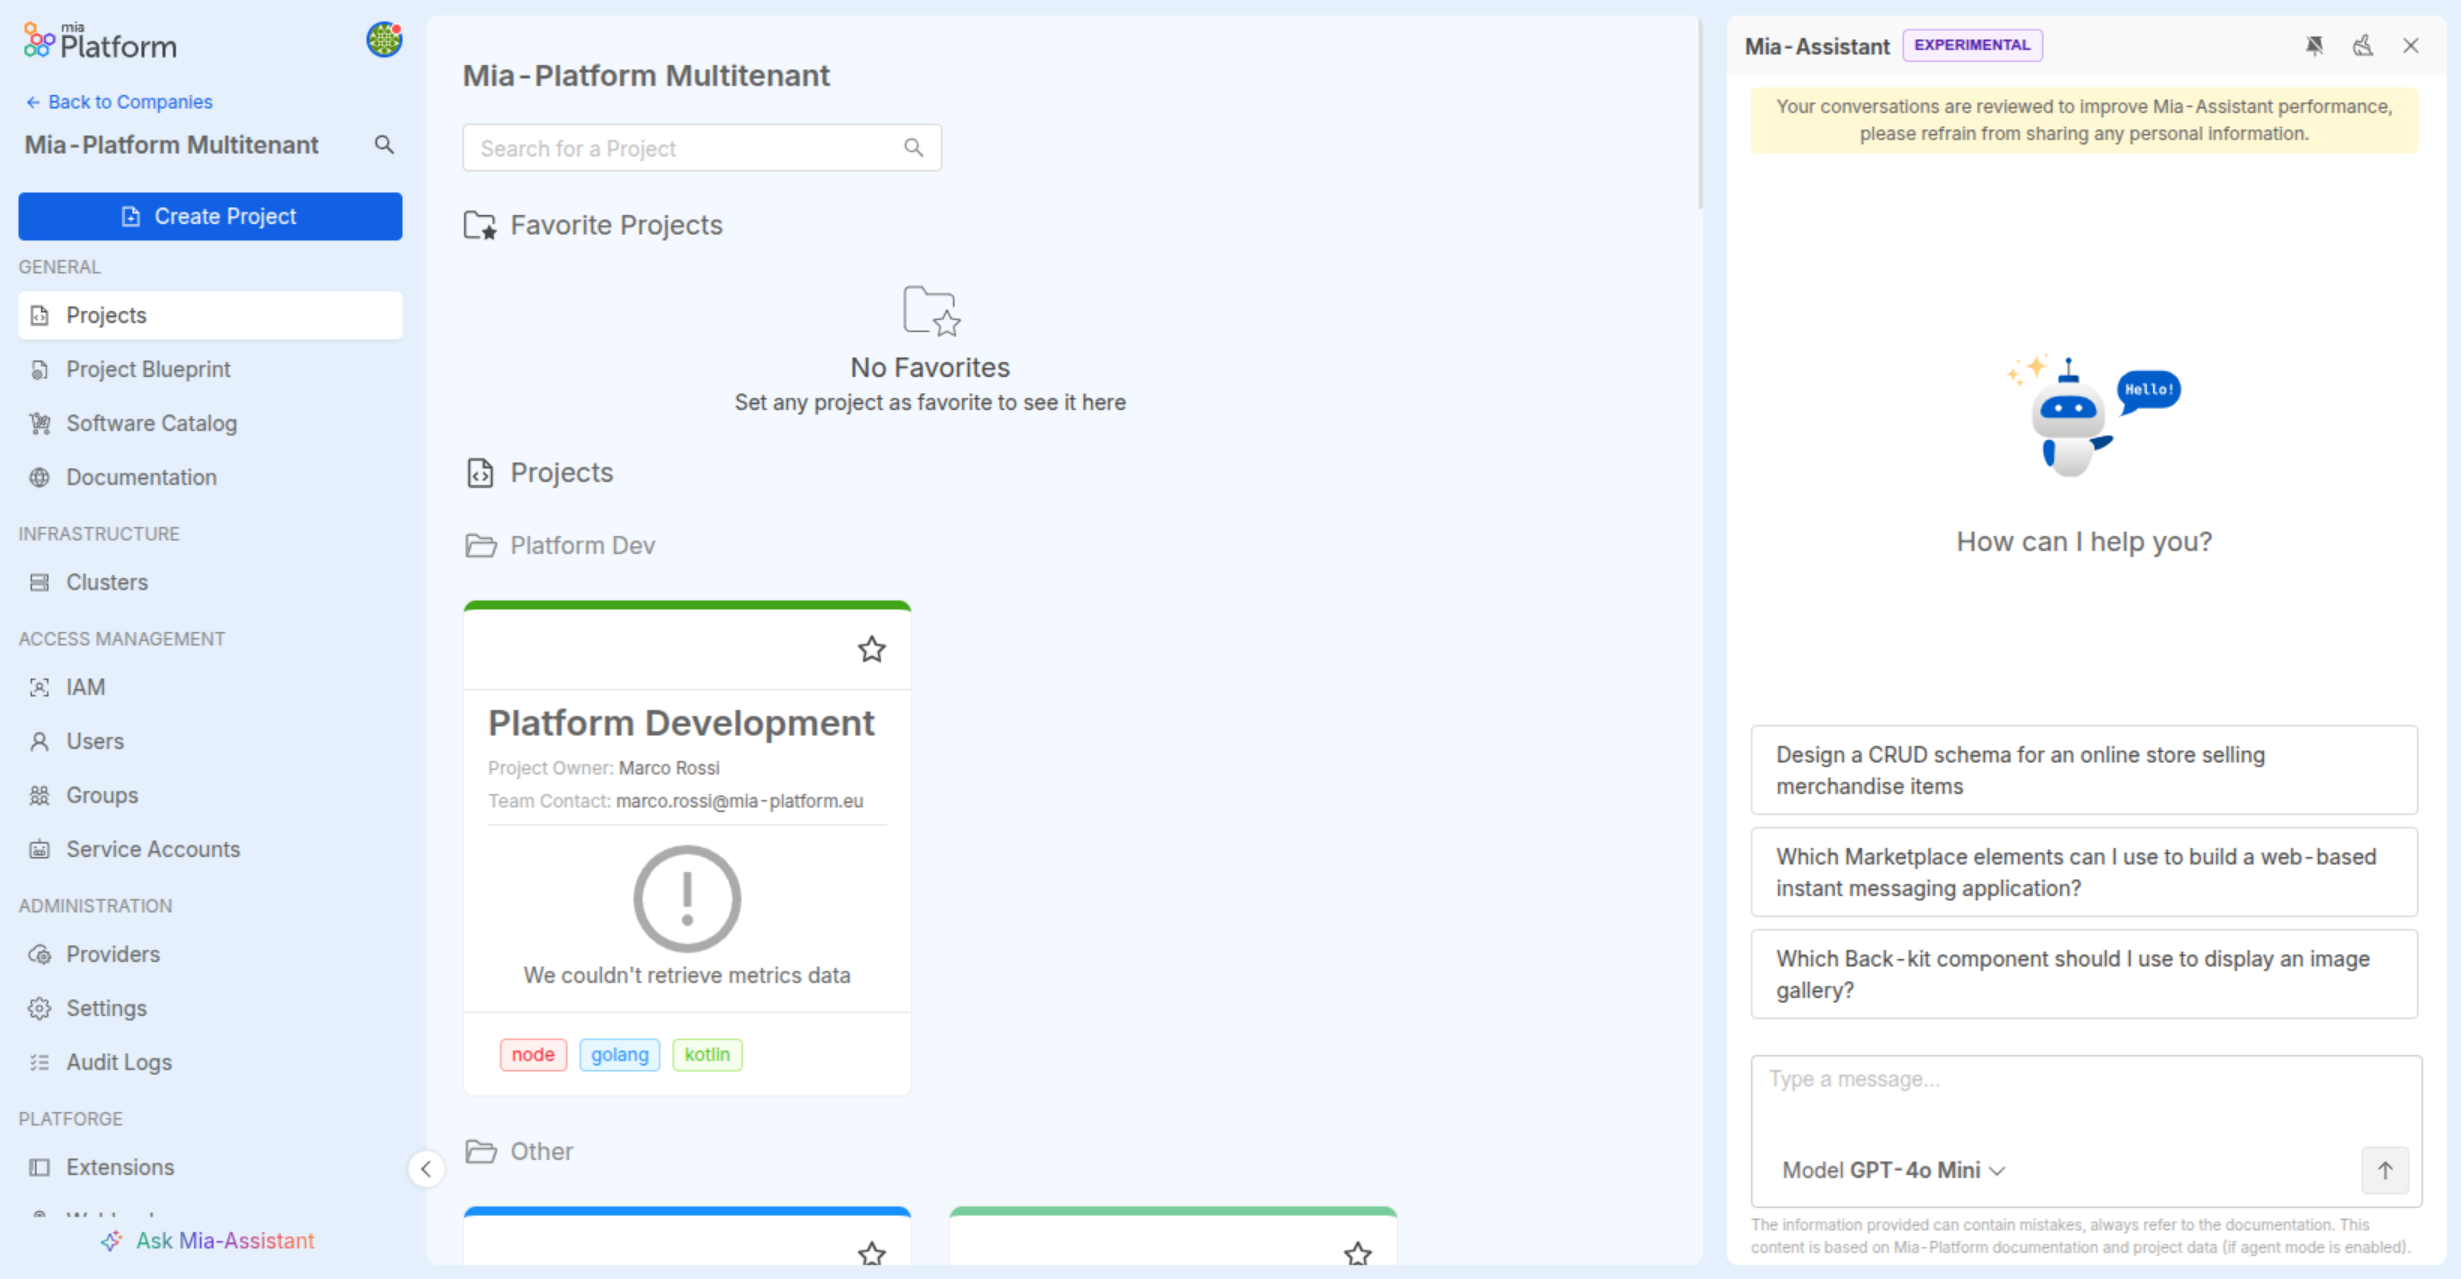 mia
Platform
Back to Companies
Mia-Platform Multitenant
Create Project
GENERAL
Projects
Project Blueprint
Software Catalog
Documentation
INFRASTRUCTURE
Clusters
ACCESS MANAGEMENT
IAM
Users
Groups
Service Accounts
ADMINISTRATION
Providers
Settings
Audit Logs
PLATFORGE
Extensions
Ask Mia-Assistant
Mia-Platform Multitenant
Search for a Project
Favorite Projects
No Favorites
Set any project as favorite to see it here
Projects
Platform Dev
Platform Development
Project Owner: Marco Rossi
Team Contact: marco.rossi@mia-platform.eu
We couldn't retrieve metrics data
node golang kotlin
Other
Mia-Assistant EXPERIMENTAL
Your conversations are reviewed to improve Mia-Assistant performance,
please refrain from sharing any personal information.
Hello!
How can I help you?
Design a CRUD schema for an online store selling
merchandise items
Which Marketplace elements can I use to build a web-based
instant messaging application?
Which Back-kit component should I use to display an image
gallery?
Type a message...
Model GPT-4o Mini
The information provided can contain mistakes, always refer to the documentation. This
content is based on Mia-Platform documentation and project data (if agent mode is enabled).